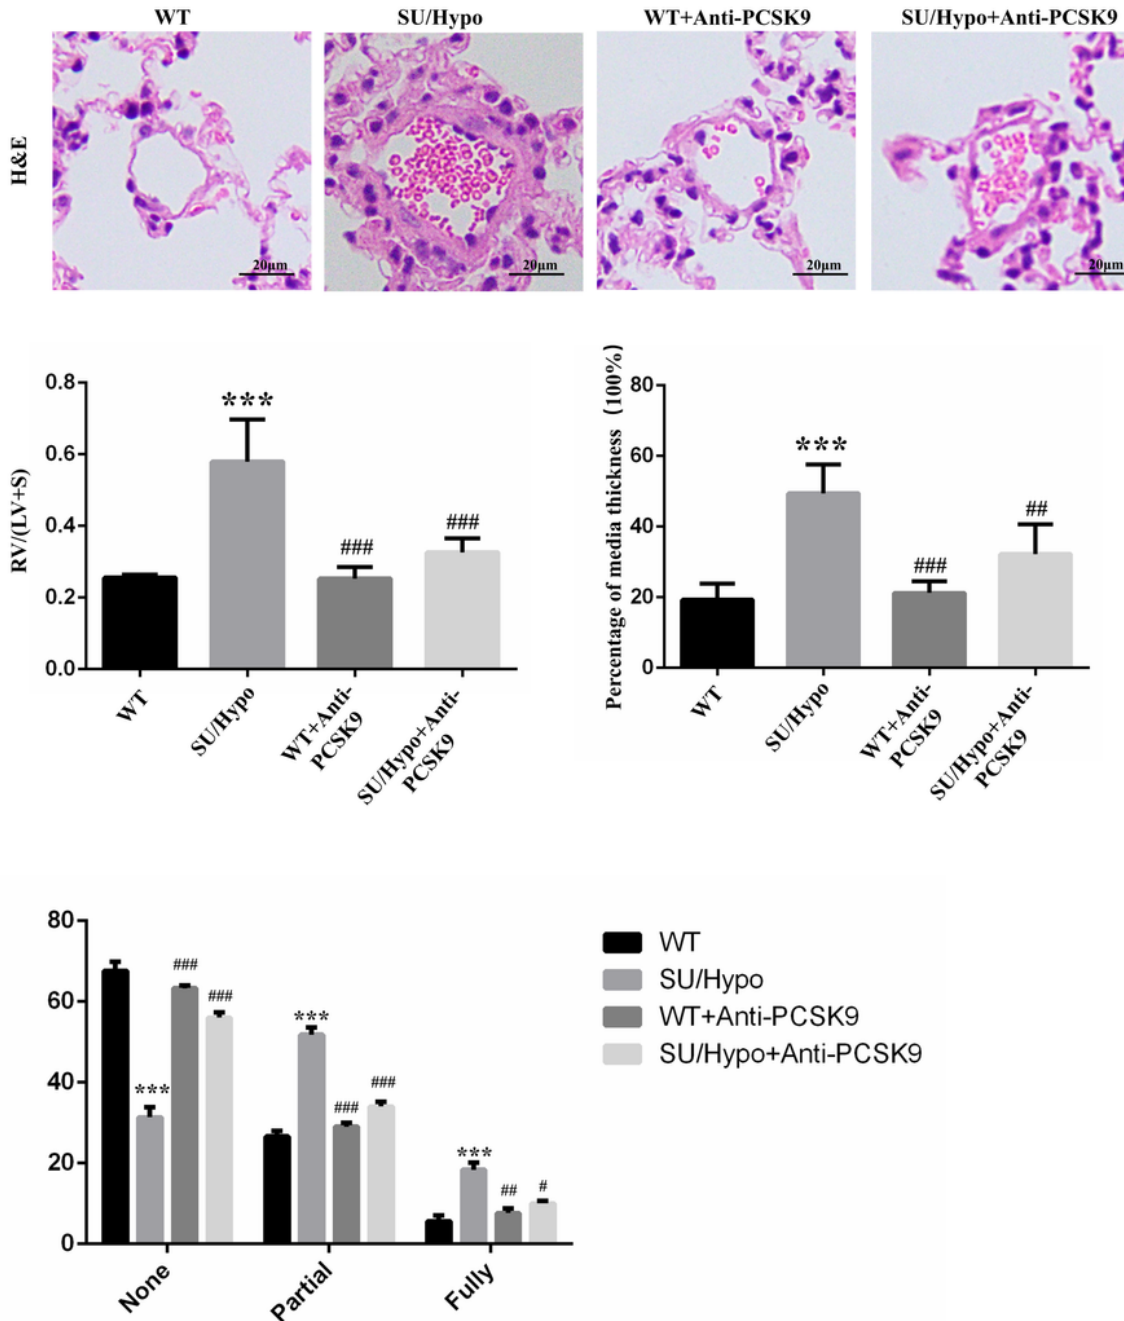 WT SU/Hypo WT+Anti-PCSK9 SU/Hypo+Anti-PCSK9
H&E
20μm 20μm 20μm 20μm
RV/(LV+S)
0.8
0.6
0.4
0.2
0.0
***
###
###
WT
SU/Hypo
WT+Anti-
PCSK9
SU/Hypo+Anti-
PCSK9
Percentage of media thickness (100%)
80
60
40
20
0
***
###
##
WT
SU/Hypo
WT+Anti-
PCSK9
SU/Hypo+Anti-
PCSK9
80
60
40
20
0
***
###
###
***
###
###
***
##
#
None
Partial
Fully
WT
SU/Hypo
WT+Anti-PCSK9
SU/Hypo+Anti-PCSK9